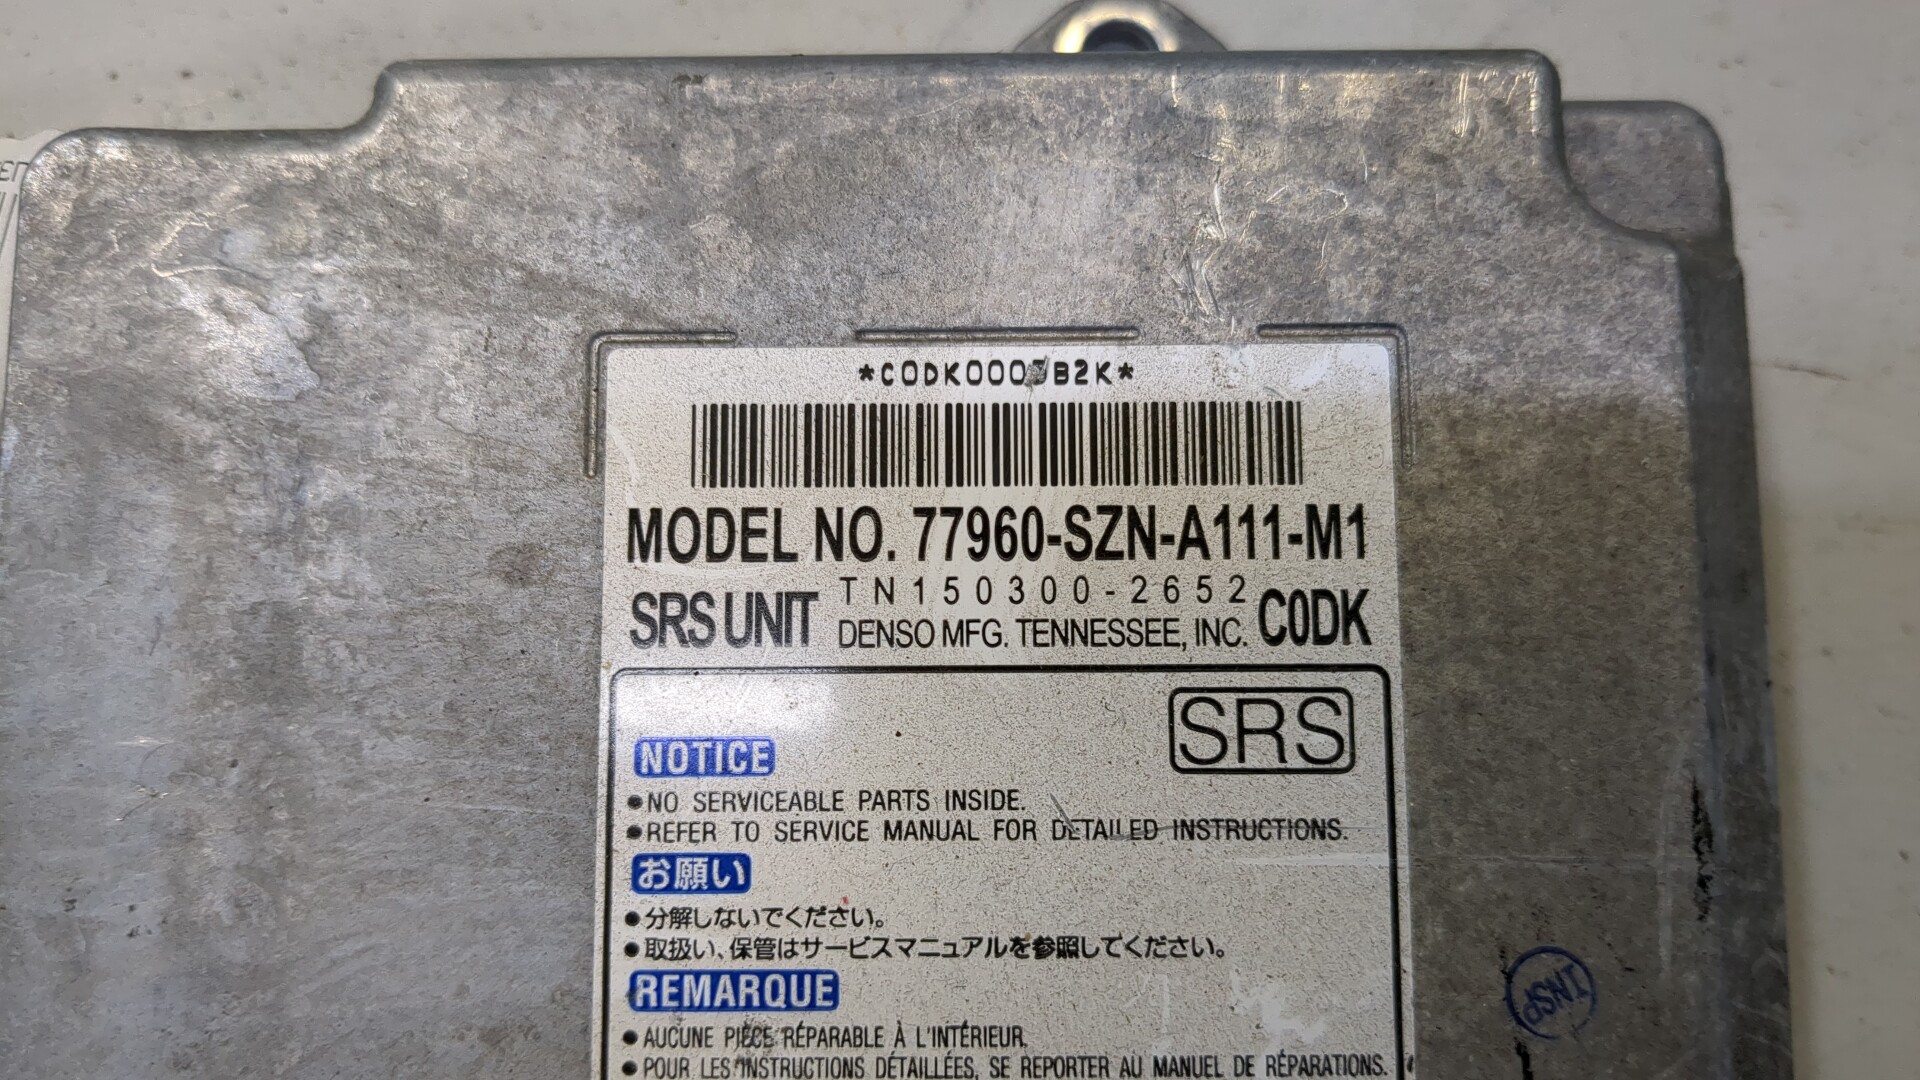 *C0DK000 B2K*
MODEL NO. 77960-SZN-A111-M1
SRS UNIT
TN150300-2652
DENSO MFG. TENNESSEE, INC.
C0DK
SRS
NOTICE
●NO SERVICEABLE PARTS INSIDE.
●REFER TO SERVICE MANUAL FOR DETAILED INSTRUCTIONS.
お願い
●分解しないでください。
●取扱い、保管はサービスマニュアルを参照してください。
REMARQUE
●AUCUNE PIÈCE RÉPARABLE À L'INTÉRIEUR.
●POUR LES INSTRUCTIONS DÉTAILLÉES, SE REPORTER AU MANUEL DE RÉPARATIONS.
INSP